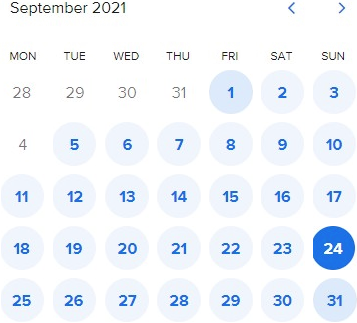 September 2021
MON TUE WED THU FRI SAT SUN
28 29 30 31 1 2 3
4 5 6 7 8 9 10
11 12 13 14 15 16 17
18 19 20 21 22 23 24
25 26 27 28 29 30 31